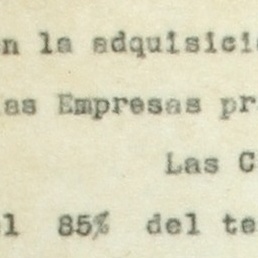 n la adquisici
as Empresas pr
Las C
l 85% del te